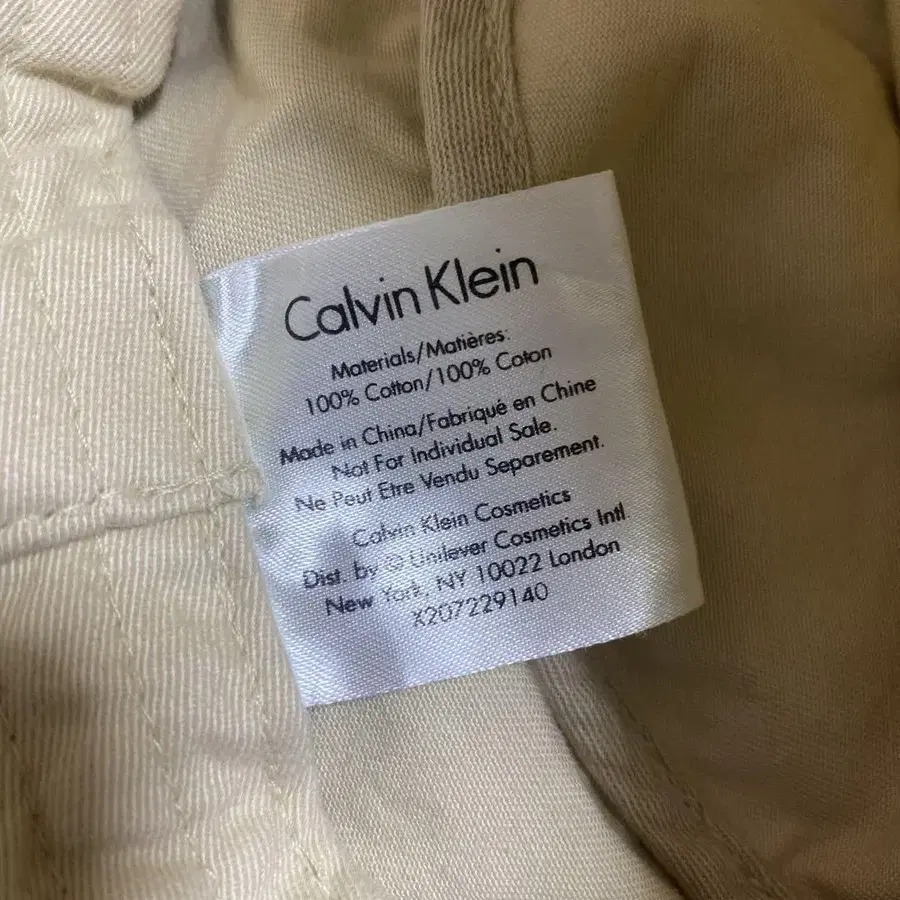 Calvin Klein
Materials/Matières:
100% Cotton/100% Coton
Made in China/Fabriqué en Chine
Not For Individual Sale.
Ne Peut Etre Vendu Separement.
Calvin Klein Cosmetics
Dist. by © Unilever Cosmetics Intl.
New York, NY 10022 London
X207229140